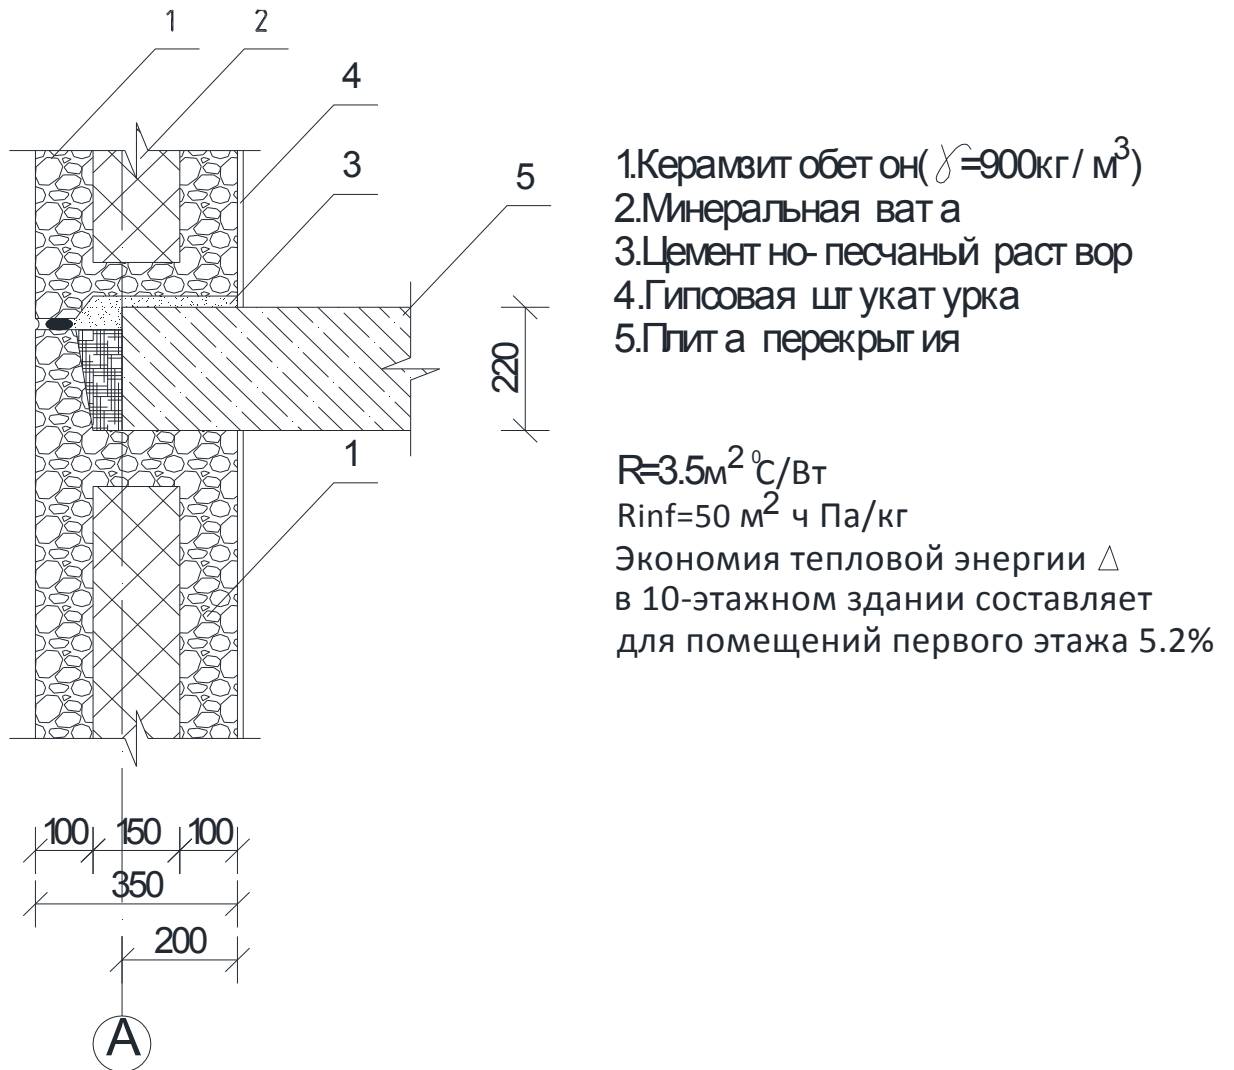 1 2
4
3
5
1.Керамзитобетон(γ=900кг/м³)
2.Минеральная вата
3.Цементно-песчаный раствор
4.Гипсовая штукатурка
5.Плита перекрытия
220
1
R=3.5м² ⁰С/Вт
Rinf=50 м² ч Па/кг
Экономия тепловой энергии △
в 10-этажном здании составляет
для помещений первого этажа 5.2%
100 150 100
350
200
А